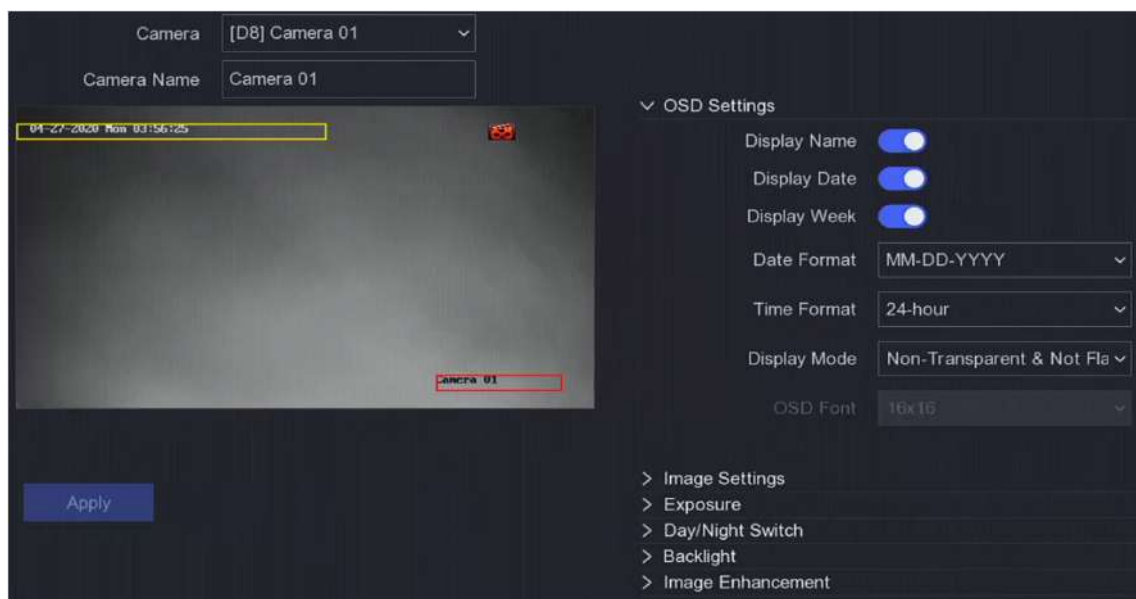 Camera [D8] Camera 01
Camera Name Camera 01
04-27-2020 Mon 03:56:25
Camera 01
OSD Settings
Display Name
Display Date
Display Week
Date Format MM-DD-YYYY
Time Format 24-hour
Display Mode Non-Transparent & Not Fla
OSD Font 16x16
Apply
Image Settings
Exposure
Day/Night Switch
Backlight
Image Enhancement